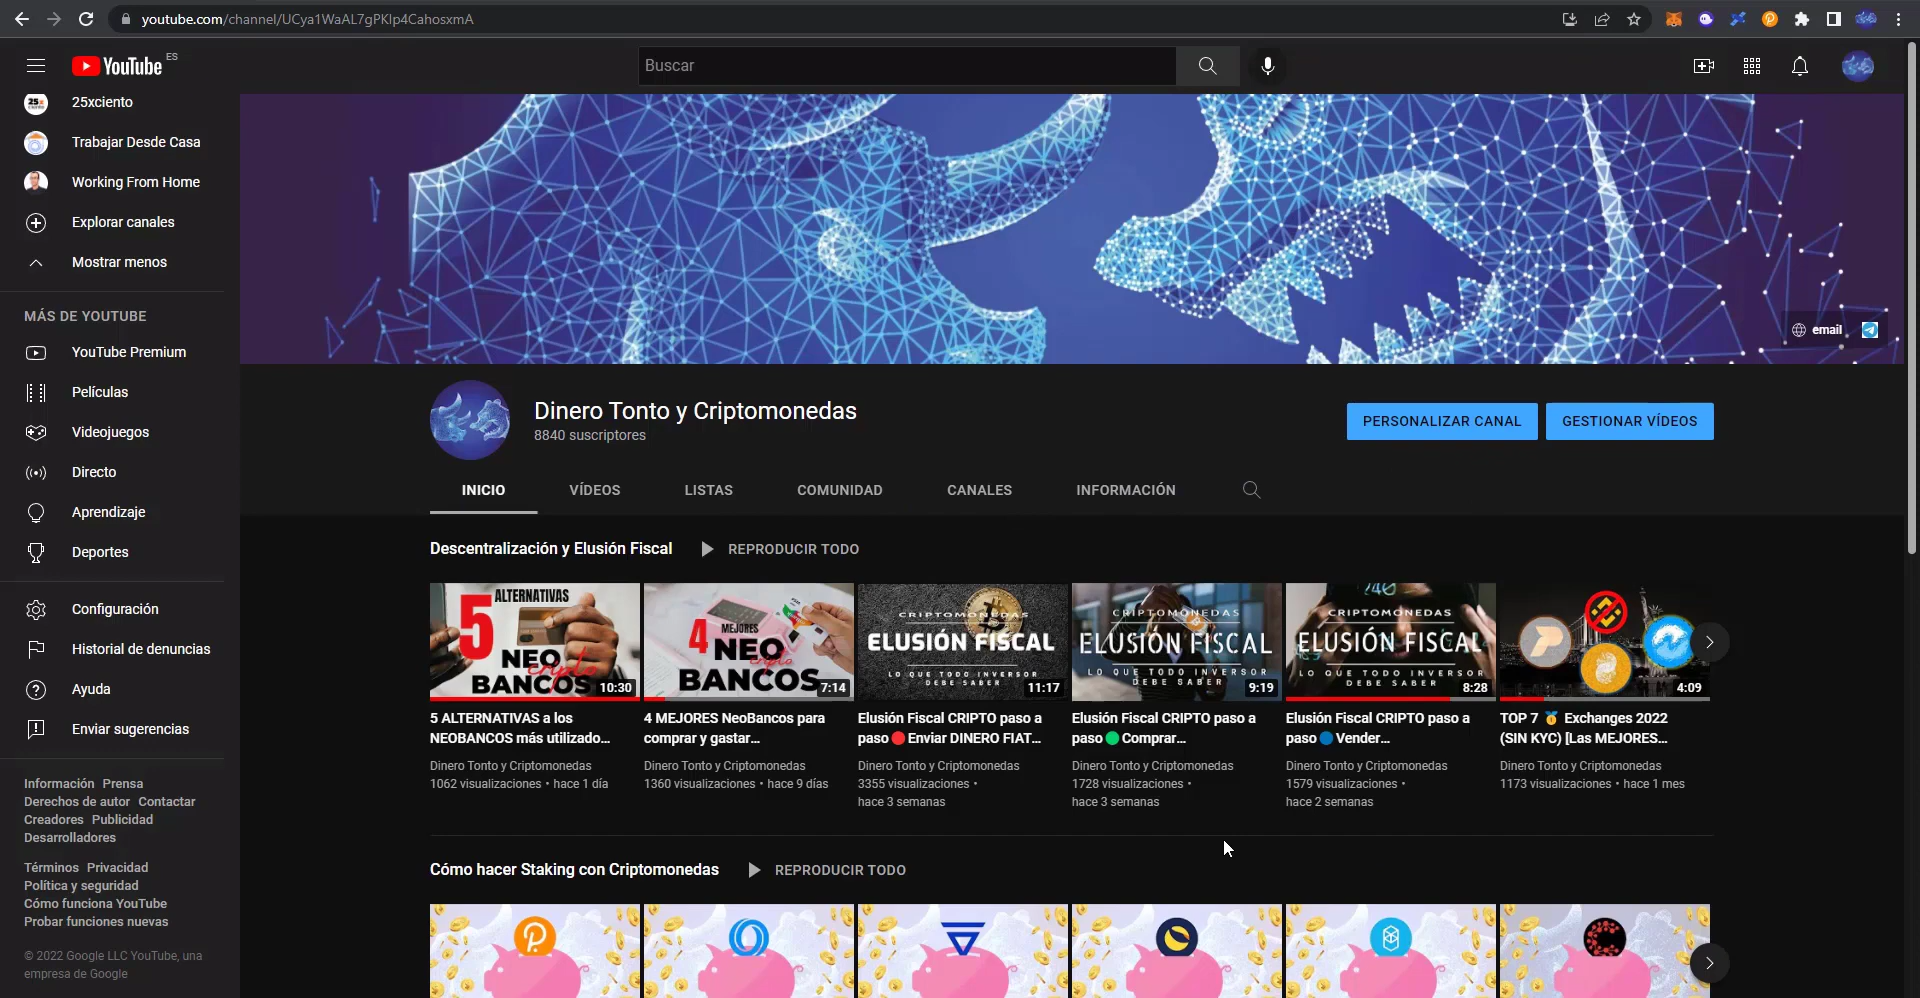 youtube.com/channel/UCya1WaAL7gPKlp4CahosxmA
YouTube ES
Buscar
25xciento
Trabajar Desde Casa
Working From Home
Explorar canales
Mostrar menos
MÁS DE YOUTUBE
YouTube Premium
Películas
Videojuegos
Directo
Aprendizaje
Deportes
Configuración
Historial de denuncias
Ayuda
Enviar sugerencias
Información Prensa
Derechos de autor Contactar
Creadores Publicidad
Desarrolladores
Términos Privacidad
Política y seguridad
Cómo funciona YouTube
Probar funciones nuevas
© 2022 Google LLC YouTube, una
empresa de Google
email
Dinero Tonto y Criptomonedas
8840 suscriptores
PERSONALIZAR CANAL
GESTIONAR VÍDEOS
INICIO
VÍDEOS
LISTAS
COMUNIDAD
CANALES
INFORMACIÓN
Descentralización y Elusión Fiscal
REPRODUCIR TODO
5 ALTERNATIVAS
NEO
cripto
BANCOS
10:30
5 ALTERNATIVAS a los
NEOBANCOS más utilizado...
Dinero Tonto y Criptomonedas
1062 visualizaciones • hace 1 día
4 MEJORES
NEO
cripto
BANCOS
7:14
4 MEJORES NeoBancos para
comprar y gastar...
Dinero Tonto y Criptomonedas
1360 visualizaciones • hace 9 días
CRIPTOMONEDAS
ELUSIÓN FISCAL
LO QUE TODO INVERSOR
DEBE SABER
11:17
Elusión Fiscal CRIPTO paso a
paso 🔴 Enviar DINERO FIAT...
Dinero Tonto y Criptomonedas
3355 visualizaciones •
hace 3 semanas
CRIPTOMONEDAS
ELUSIÓN FISCAL
LO QUE TODO INVERSOR
DEBE SABER
9:19
Elusión Fiscal CRIPTO paso a
paso 🟢 Comprar...
Dinero Tonto y Criptomonedas
1728 visualizaciones •
hace 3 semanas
CRIPTOMONEDAS
ELUSIÓN FISCAL
LO QUE TODO INVERSOR
DEBE SABER
8:28
Elusión Fiscal CRIPTO paso a
paso 🔵 Vender...
Dinero Tonto y Criptomonedas
1579 visualizaciones •
hace 2 semanas
4:09
TOP 7 🥇 Exchanges 2022
(SIN KYC) [Las MEJORES...
Dinero Tonto y Criptomonedas
1173 visualizaciones • hace 1 mes
Cómo hacer Staking con Criptomonedas
REPRODUCIR TODO